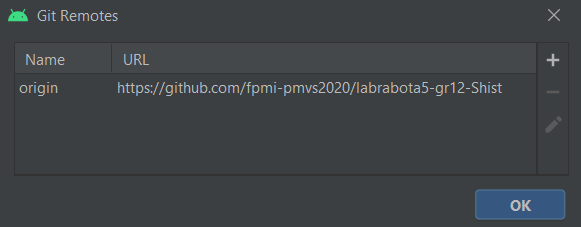 Git Remotes
Name URL
origin https://github.com/fpmi-pmvs2020/labrabota5-gr12-Shist
OK